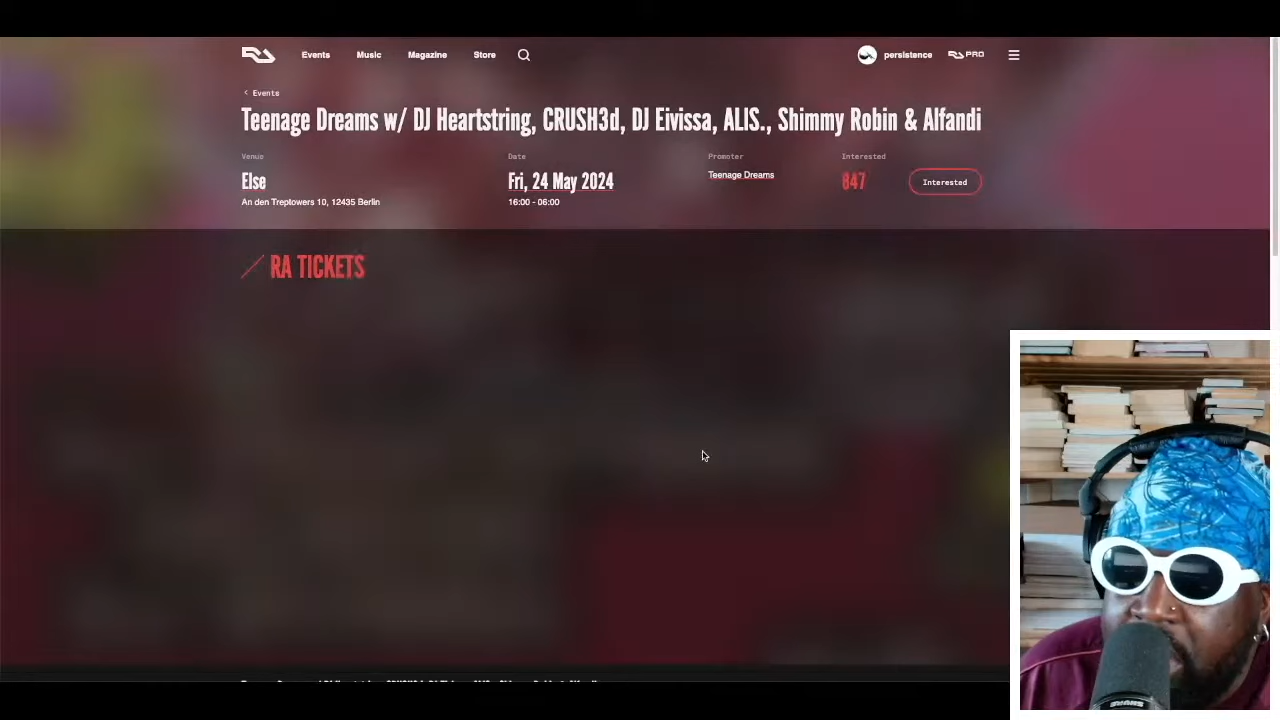 RA Events Music Magazine Store persistance RA PRO
Events
Teenage Dreams w/ DJ Heartstring, CRUSH3d, DJ Eivissa, ALIS., Shimmy Robin & Alfandi
Venue Date Promoter Interested
Else Fri, 24 May 2024 Teenage Dreams 847 Interested
An den Treptowers 10, 12435 Berlin 16:00 - 06:00
RA TICKETS
SHURE